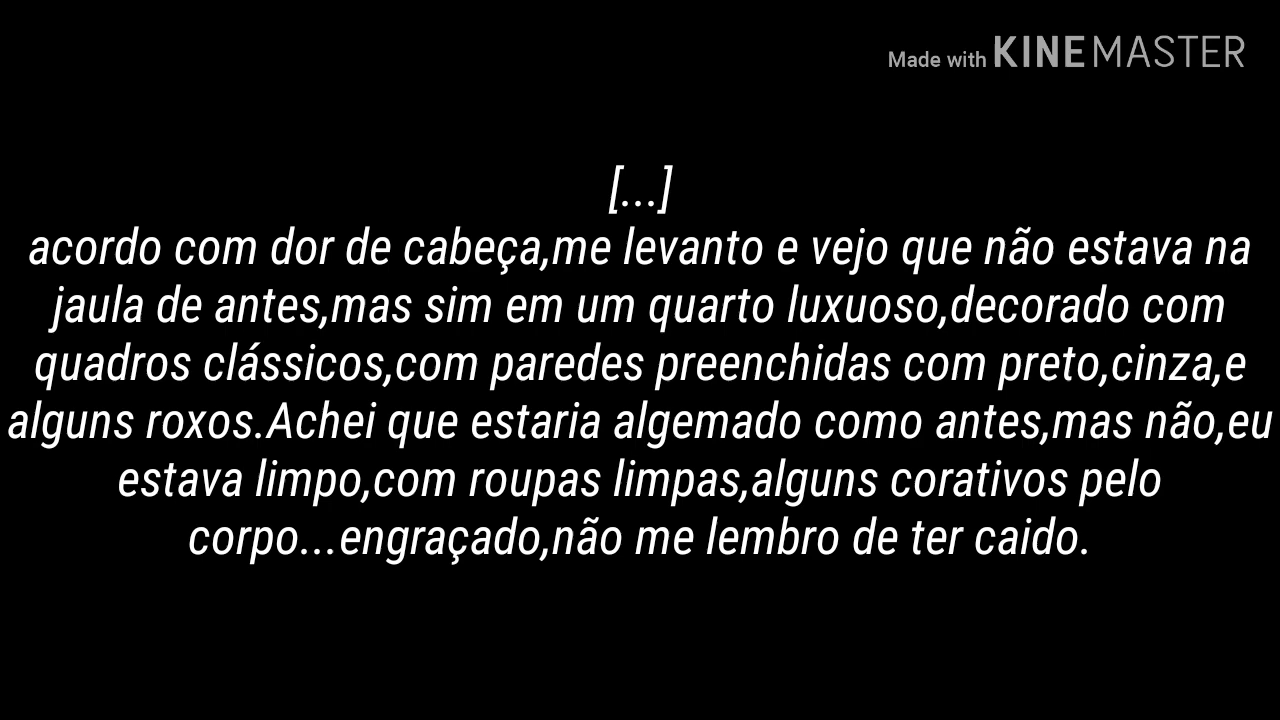 Made with KINEMASTER
[...]
acordo com dor de cabeça,me levanto e vejo que não estava na
jaula de antes,mas sim em um quarto luxuoso,decorado com
quadros clássicos,com paredes preenchidas com preto,cinza,e
alguns roxos.Achei que estaria algemado como antes,mas não,eu
estava limpo,com roupas limpas,alguns corativos pelo
corpo...engraçado,não me lembro de ter caido.